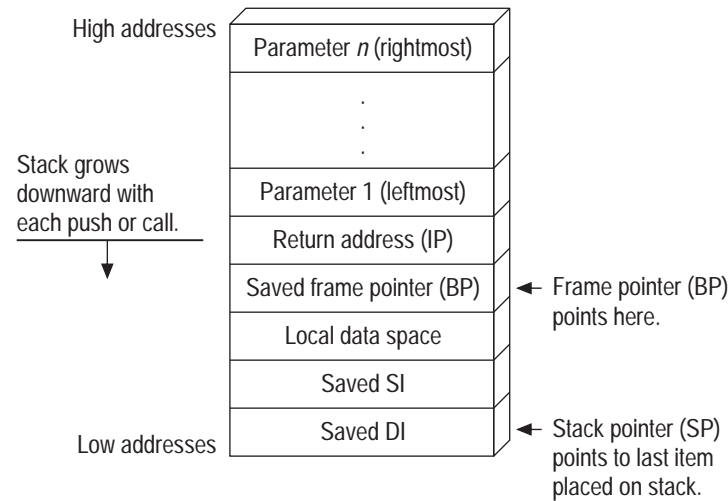 High addresses
Parameter n (rightmost)
.
.
.
Stack grows
downward with
each push or call.
Parameter 1 (leftmost)
Return address (IP)
Saved frame pointer (BP)
Frame pointer (BP)
points here.
Local data space
Saved SI
Saved DI
Low addresses
Stack pointer (SP)
points to last item
placed on stack.